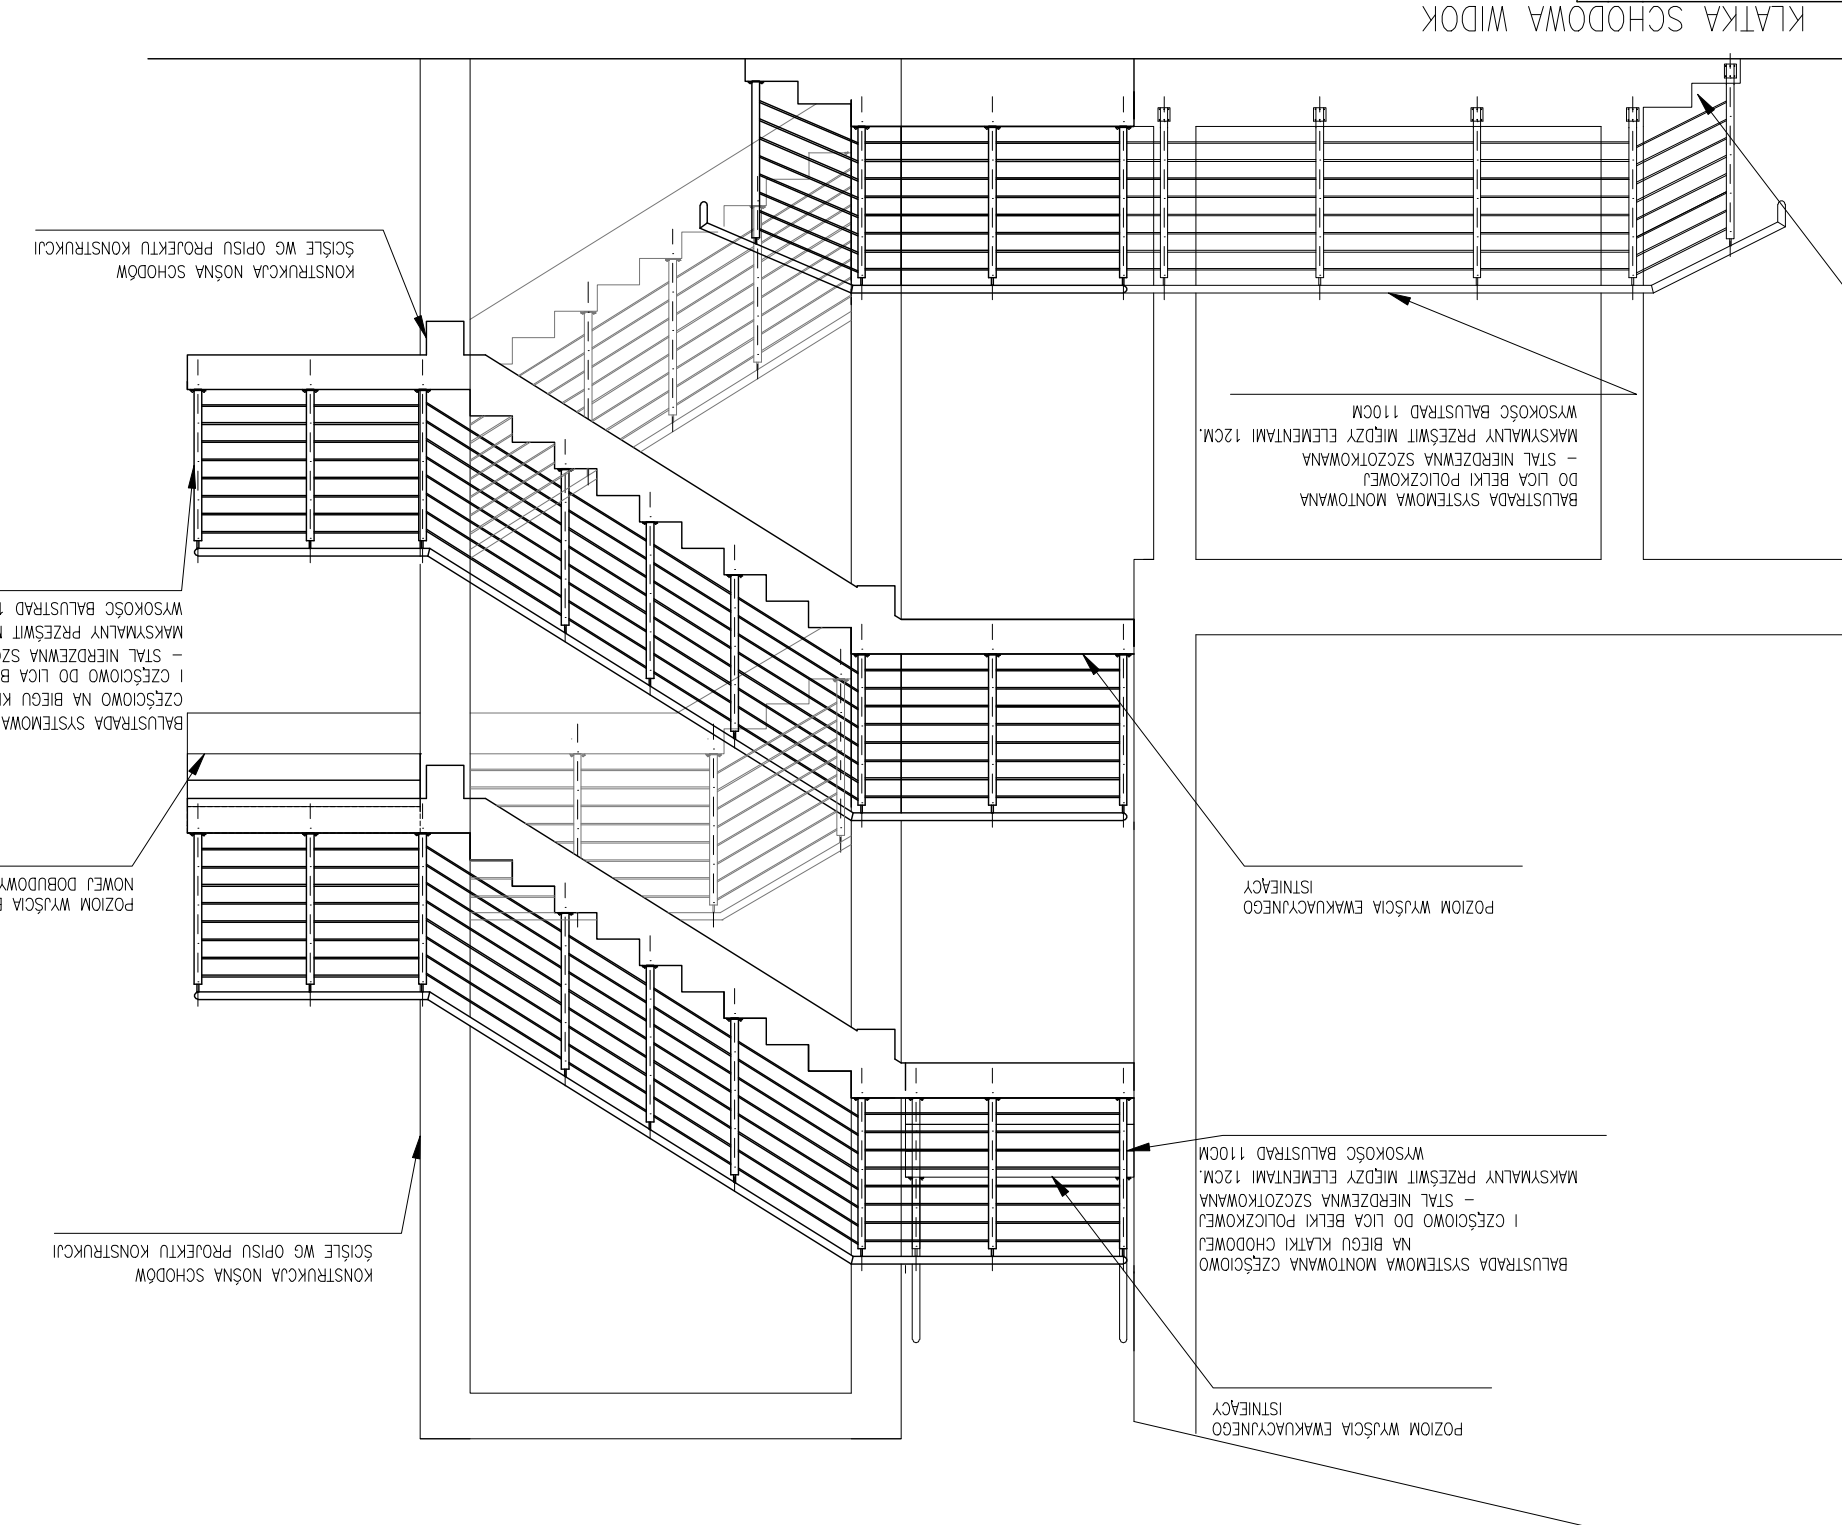 POZIOM WYJŚCIA EWAKUACYJNEGO
ISTNIEĄCY
BALUSTRADA SYSTEMOWA MONTOWANA CZĘŚCIOWO
NA BIEGU KLATKI CHODOWEJ
I CZĘŚCIOWO DO LICA BELKI POLICZKOWEJ
– STAL NIERDZEWNA SZCZOTKOWANA
MAKSYMALNY PRZEŚWIT MIĘDZY ELEMENTAMI 12CM.
WYSOKOŚĆ BALUSTRAD 110CM
KONSTRUKCJA NOŚNA SCHODÓW
ŚCIŚLE WG OPISU PROJEKTU KONSTRUKCJI
POZIOM WYJŚCIA EWAKUACYJNEGO
ISTNIEĄCY
POZIOM WYJŚCIA
NOWEJ DOBUDOWY
BALUSTRADA SYSTEMOWA
CZĘŚCIOWO NA BIEGU
I CZĘŚCIOWO DO LICA
– STAL NIERDZEWNA
MAKSYMALNY PRZEŚWIT
WYSOKOŚĆ BALUSTRAD
BALUSTRADA SYSTEMOWA MONTOWANA
DO LICA BELKI POLICZKOWEJ
– STAL NIERDZEWNA SZCZOTKOWANA
MAKSYMALNY PRZEŚWIT MIĘDZY ELEMENTAMI 12CM.
WYSOKOŚĆ BALUSTRAD 110CM
KONSTRUKCJA NOŚNA SCHODÓW
ŚCIŚLE WG OPISU PROJEKTU KONSTRUKCJI
KLATKA SCHODOWA WIDOK